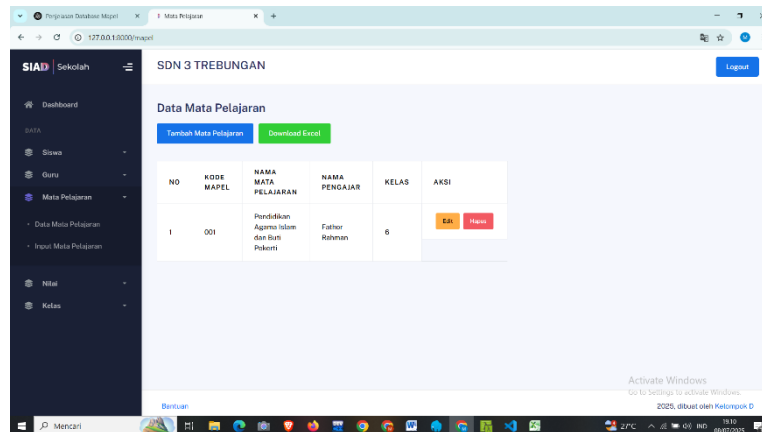 Penjelasan Database Mapel
Mata Pelajaran
127.0.0.1:8000/mapel
SIAD Sekolah
SDN 3 TREBUNGAN
Logout
Dashboard
DATA
Siswa
Guru
Mata Pelajaran
Data Mata Pelajaran
Input Mata Pelajaran
Nilai
Kelas
Data Mata Pelajaran
Tambah Mata Pelajaran
Download Excel
NO
KODE
MAPEL
NAMA
MATA
PELAJARAN
NAMA
PENGAJAR
KELAS
AKSI
1
001
Pendidikan
Agama Islam
dan Buti
Pekerti
Fathor
Rahman
6
Edit
Hapus
Activate Windows
Go to Settings to activate Windows.
Bantuan
2025, dibuat oleh Kelompok D
Mencari
27°C
IND
19.10
08/07/2025